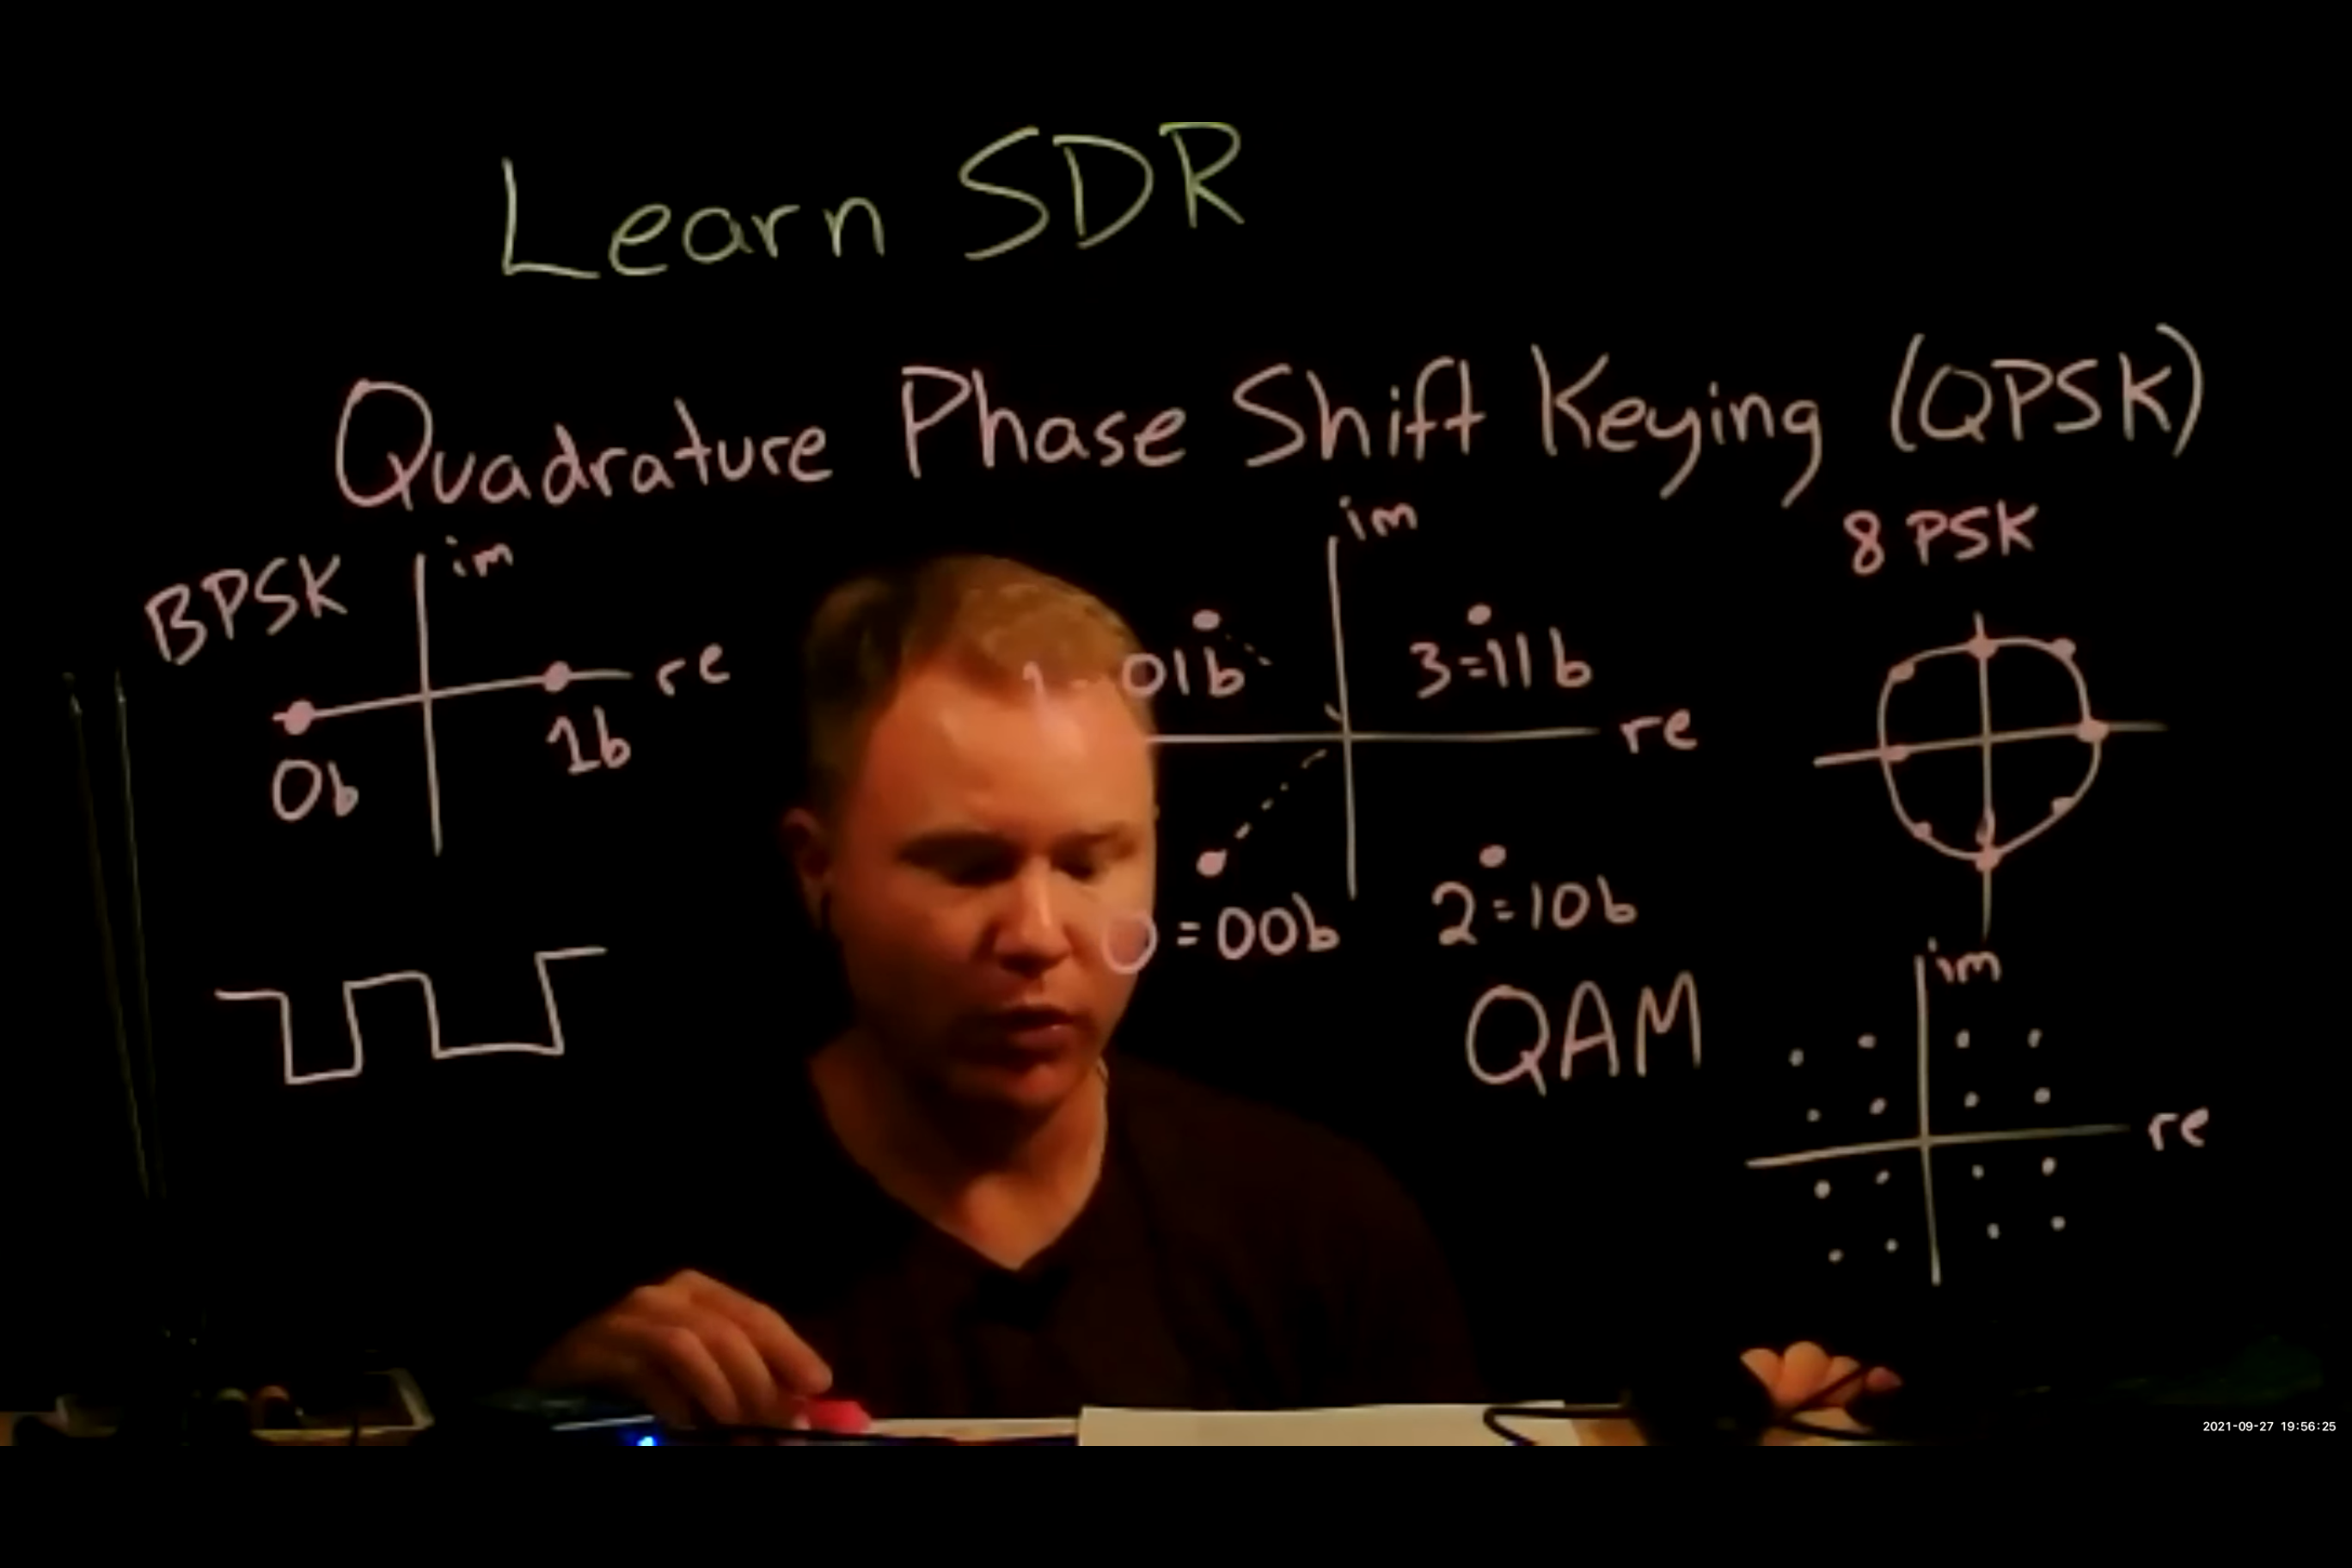 Learn SDR
Quadrature Phase Shift Keying (QPSK)
BPSK
im
re
0b
1b
im
re
1 = 01b
3=11b
0=00b
2=10b
8 PSK
QAM
im
re
2021-09-27 19:56:25